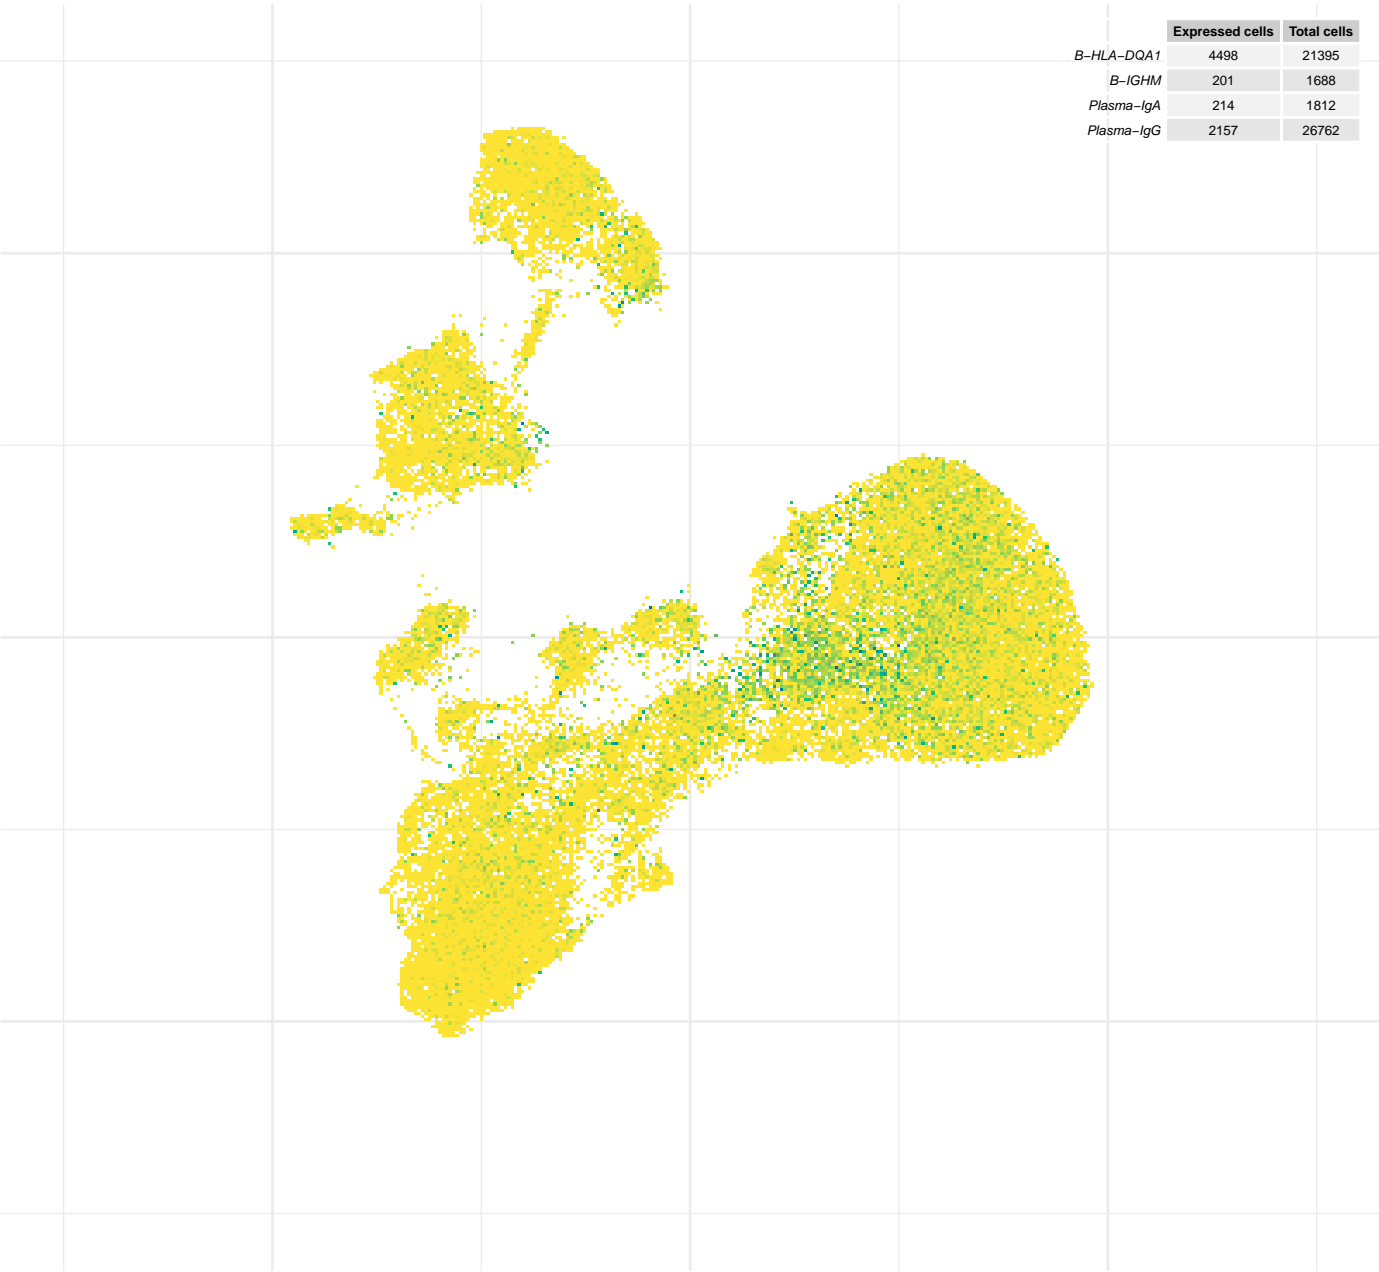 Expressed cells Total cells
B−HLA−DQA1 4498 21395
B−IGHM 201 1688
Plasma−IgA 214 1812
Plasma−IgG 2157 26762